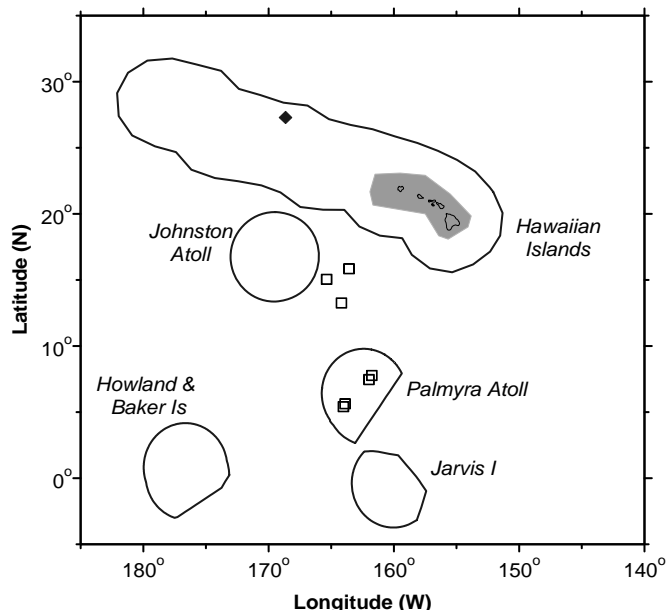 30°
20°
10°
0°
Latitude (N)
Johnston
Atoll
Hawaiian
Islands
Howland &
Baker Is
Palmyra Atoll
Jarvis I
180° 170° 160° 150° 140°
Longitude (W)